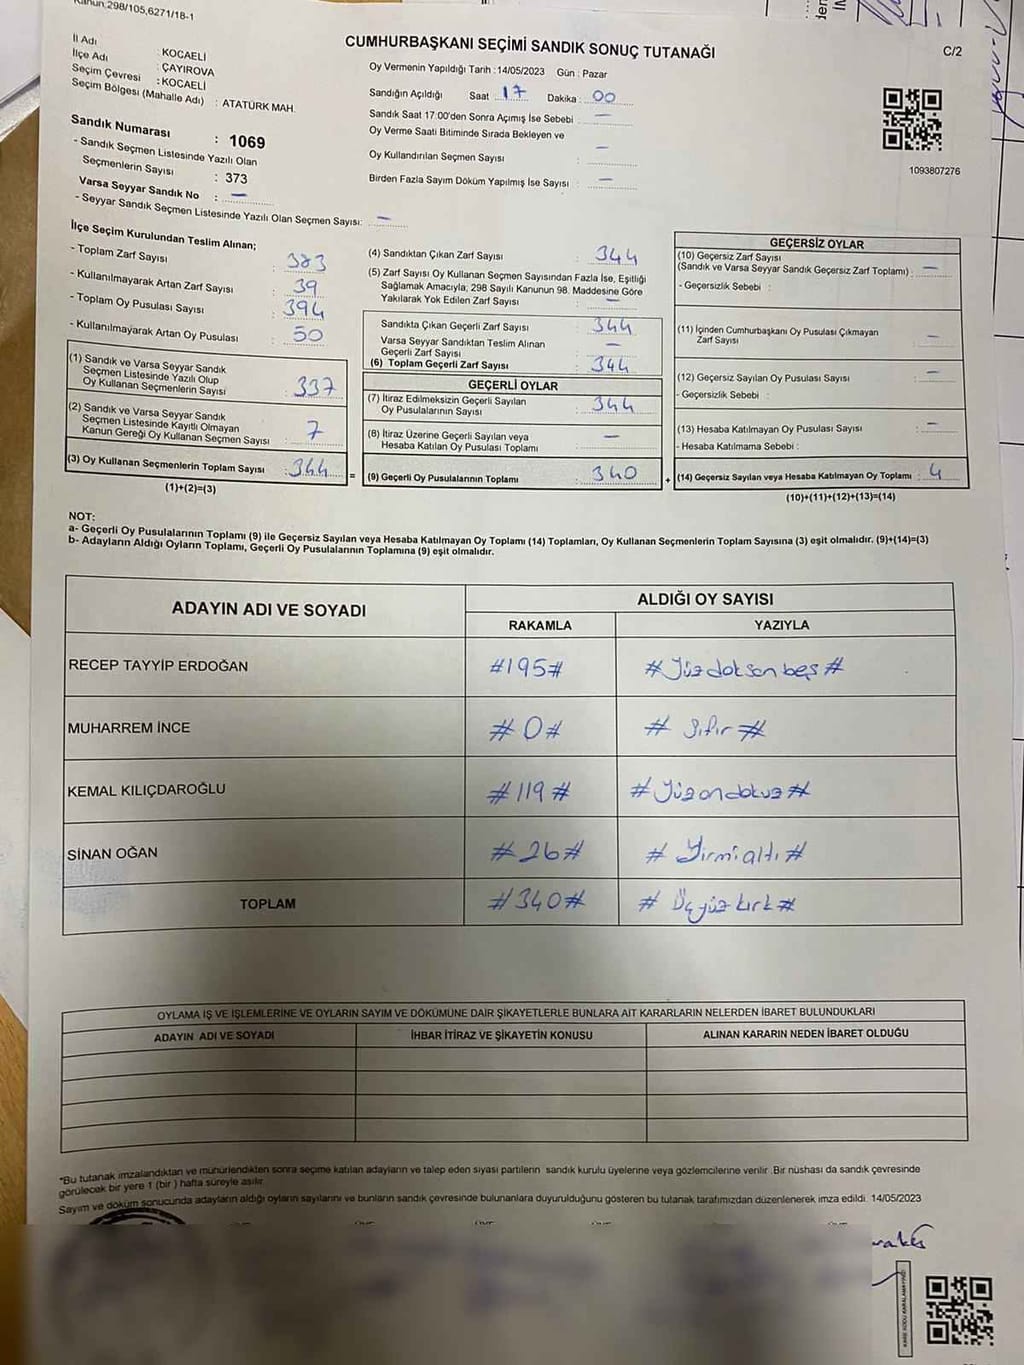 Kanun,298/105,6271/18-1
CUMHURBAŞKANI SEÇİMİ SANDIK SONUÇ TUTANAĞI
C/2
İl Adı : KOCAELİ
İlçe Adı : ÇAYIROVA
Seçim Çevresi : KOCAELİ
Seçim Bölgesi (Mahalle Adı) : ATATÜRK MAH.
Sandık Numarası : 1069
- Sandık Seçmen Listesinde Yazılı Olan
Seçmenlerin Sayısı : 373
Varsa Seyyar Sandık No : –
- Seyyar Sandık Seçmen Listesinde Yazılı Olan Seçmen Sayısı: –
Oy Vermenin Yapıldığı Tarih : 14/05/2023 Gün : Pazar
Sandığın Açıldığı Saat : 17 Dakika : 00
Sandık Saat 17.00'den Sonra Açımış İse Sebebi : –
Oy Verme Saati Bitiminde Sırada Bekleyen ve
Oy Kullandırılan Seçmen Sayısı : –
Birden Fazla Sayım Döküm Yapılmış İse Sayısı : –
1093807276
İlçe Seçim Kurulundan Teslim Alınan;
- Toplam Zarf Sayısı : 383
- Kullanılmayarak Artan Zarf Sayısı : 39
- Toplam Oy Pusulası Sayısı : 394
- Kullanılmayarak Artan Oy Pusulası : 50
(1) Sandık ve Varsa Seyyar Sandık
Seçmen Listesinde Yazılı Olup
Oy Kullanan Seçmenlerin Sayısı : 337
(2) Sandık ve Varsa Seyyar Sandık
Seçmen Listesinde Kayıtlı Olmayan
Kanun Gereği Oy Kullanan Seçmen Sayısı : 7
(3) Oy Kullanan Seçmenlerin Toplam Sayısı : 344 =
(1)+(2)=(3)
(4) Sandıktan Çıkan Zarf Sayısı : 344
(5) Zarf Sayısı Oy Kullanan Seçmen Sayısından Fazla İse, Eşitliği
Sağlamak Amacıyla, 298 Sayılı Kanunun 98. Maddesine Göre
Yakılarak Yok Edilen Zarf Sayısı : –
Sandıkta Çıkan Geçerli Zarf Sayısı : 344
Varsa Seyyar Sandıktan Teslim Alınan
Geçerli Zarf Sayısı : –
(6) Toplam Geçerli Zarf Sayısı : 344
GEÇERLİ OYLAR
(7) İtiraz Edilmeksizin Geçerli Sayılan
Oy Pusulalarının Sayısı : 344
(8) İtiraz Üzerine Geçerli Sayılan veya
Hesaba Katılan Oy Pusulası Toplamı : –
(9) Geçerli Oy Pusulalarının Toplamı : 340 +
GEÇERSİZ OYLAR
(10) Geçersiz Zarf Sayısı
(Sandık ve Varsa Seyyar Sandık Geçersiz Zarf Toplamı) : –
- Geçersizlik Sebebi :
(11) İçinden Cumhurbaşkanı Oy Pusulası Çıkmayan
Zarf Sayısı : –
(12) Geçersiz Sayılan Oy Pusulası Sayısı : –
- Geçersizlik Sebebi :
(13) Hesaba Katılmayan Oy Pusulası Sayısı : –
- Hesaba Katılmama Sebebi :
(14) Geçersiz Sayılan veya Hesaba Katılmayan Oy Toplamı : 4
(10)+(11)+(12)+(13)=(14)
NOT:
a- Geçerli Oy Pusulalarının Toplamı (9) ile Geçersiz Sayılan veya Hesaba Katılmayan Oy Toplamı (14) Toplamları, Oy Kullanan Seçmenlerin Toplam Sayısına (3) eşit olmalıdır. (9)+(14)=(3)
b- Adayların Aldığı Oyların Toplamı, Geçerli Oy Pusulalarının Toplamına (9) eşit olmalıdır.
ADAYIN ADI VE SOYADI
ALDIĞI OY SAYISI
RAKAMLA YAZIYLA
RECEP TAYYİP ERDOĞAN #195# #Yüzdoksan beş#
MUHARREM İNCE #0# # Sıfır #
KEMAL KILIÇDAROĞLU #119# #Yüzondokuz#
SİNAN OĞAN #26# # Yirmialtı #
TOPLAM #340# # Üçyüz kırk#
OYLAMA İŞ VE İŞLEMLERİNE VE OYLARIN SAYIM VE DÖKÜMÜNE DAİR ŞİKAYETLERLE BUNLARA AİT KARARLARIN NELERDEN İBARET BULUNDUKLARI
ADAYIN ADI VE SOYADI İHBAR İTİRAZ VE ŞİKAYETİN KONUSU ALINAN KARARIN NEDEN İBARET OLDUĞU
*Bu tutanak imzalandıktan ve mühürlendikten sonra seçime katılan adayların ve talep eden siyasi partilerin sandık kurulu üyelerine veya gözlemcilerine verilir. Bir nüshası da sandık çevresinde
görülecek bir yere 1 (bir ) hafta süreyle asılır.
Sayım ve döküm sonucunda adayların aldığı oyların sayılarını ve bunların sandık çevresinde bulunanlara duyurulduğunu gösteren bu tutanak tarafımızdan düzenlenerek imza edildi. 14/05/2023
KARE KODU KARALAMAYINIZ!